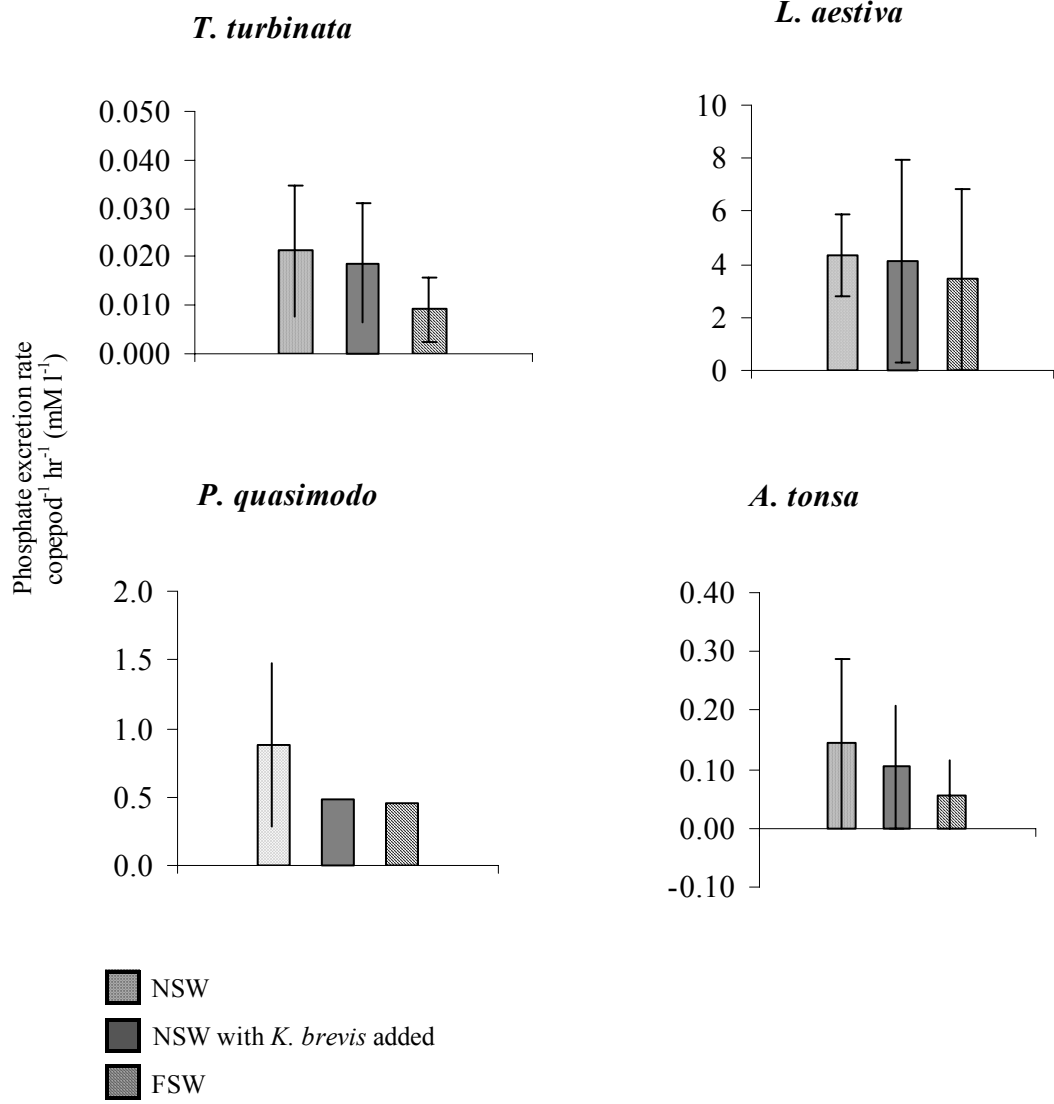 T. turbinata
0.050
0.040
0.030
0.020
0.010
0.000
L. aestiva
10
8
6
4
2
0
Phosphate excretion rate
copepod⁻¹ hr⁻¹ (mM l⁻¹)
P. quasimodo
2.0
1.5
1.0
0.5
0.0
A. tonsa
0.40
0.30
0.20
0.10
0.00
-0.10
NSW
NSW with K. brevis added
FSW